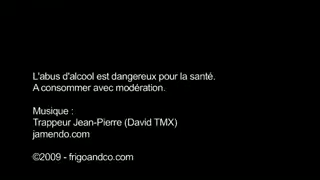 L'abus d'alcool est dangereux pour la santé.
A consommer avec modération.
Musique :
Trappeur Jean-Pierre (David TMX)
jamendo.com
©2009 - frigoandco.com